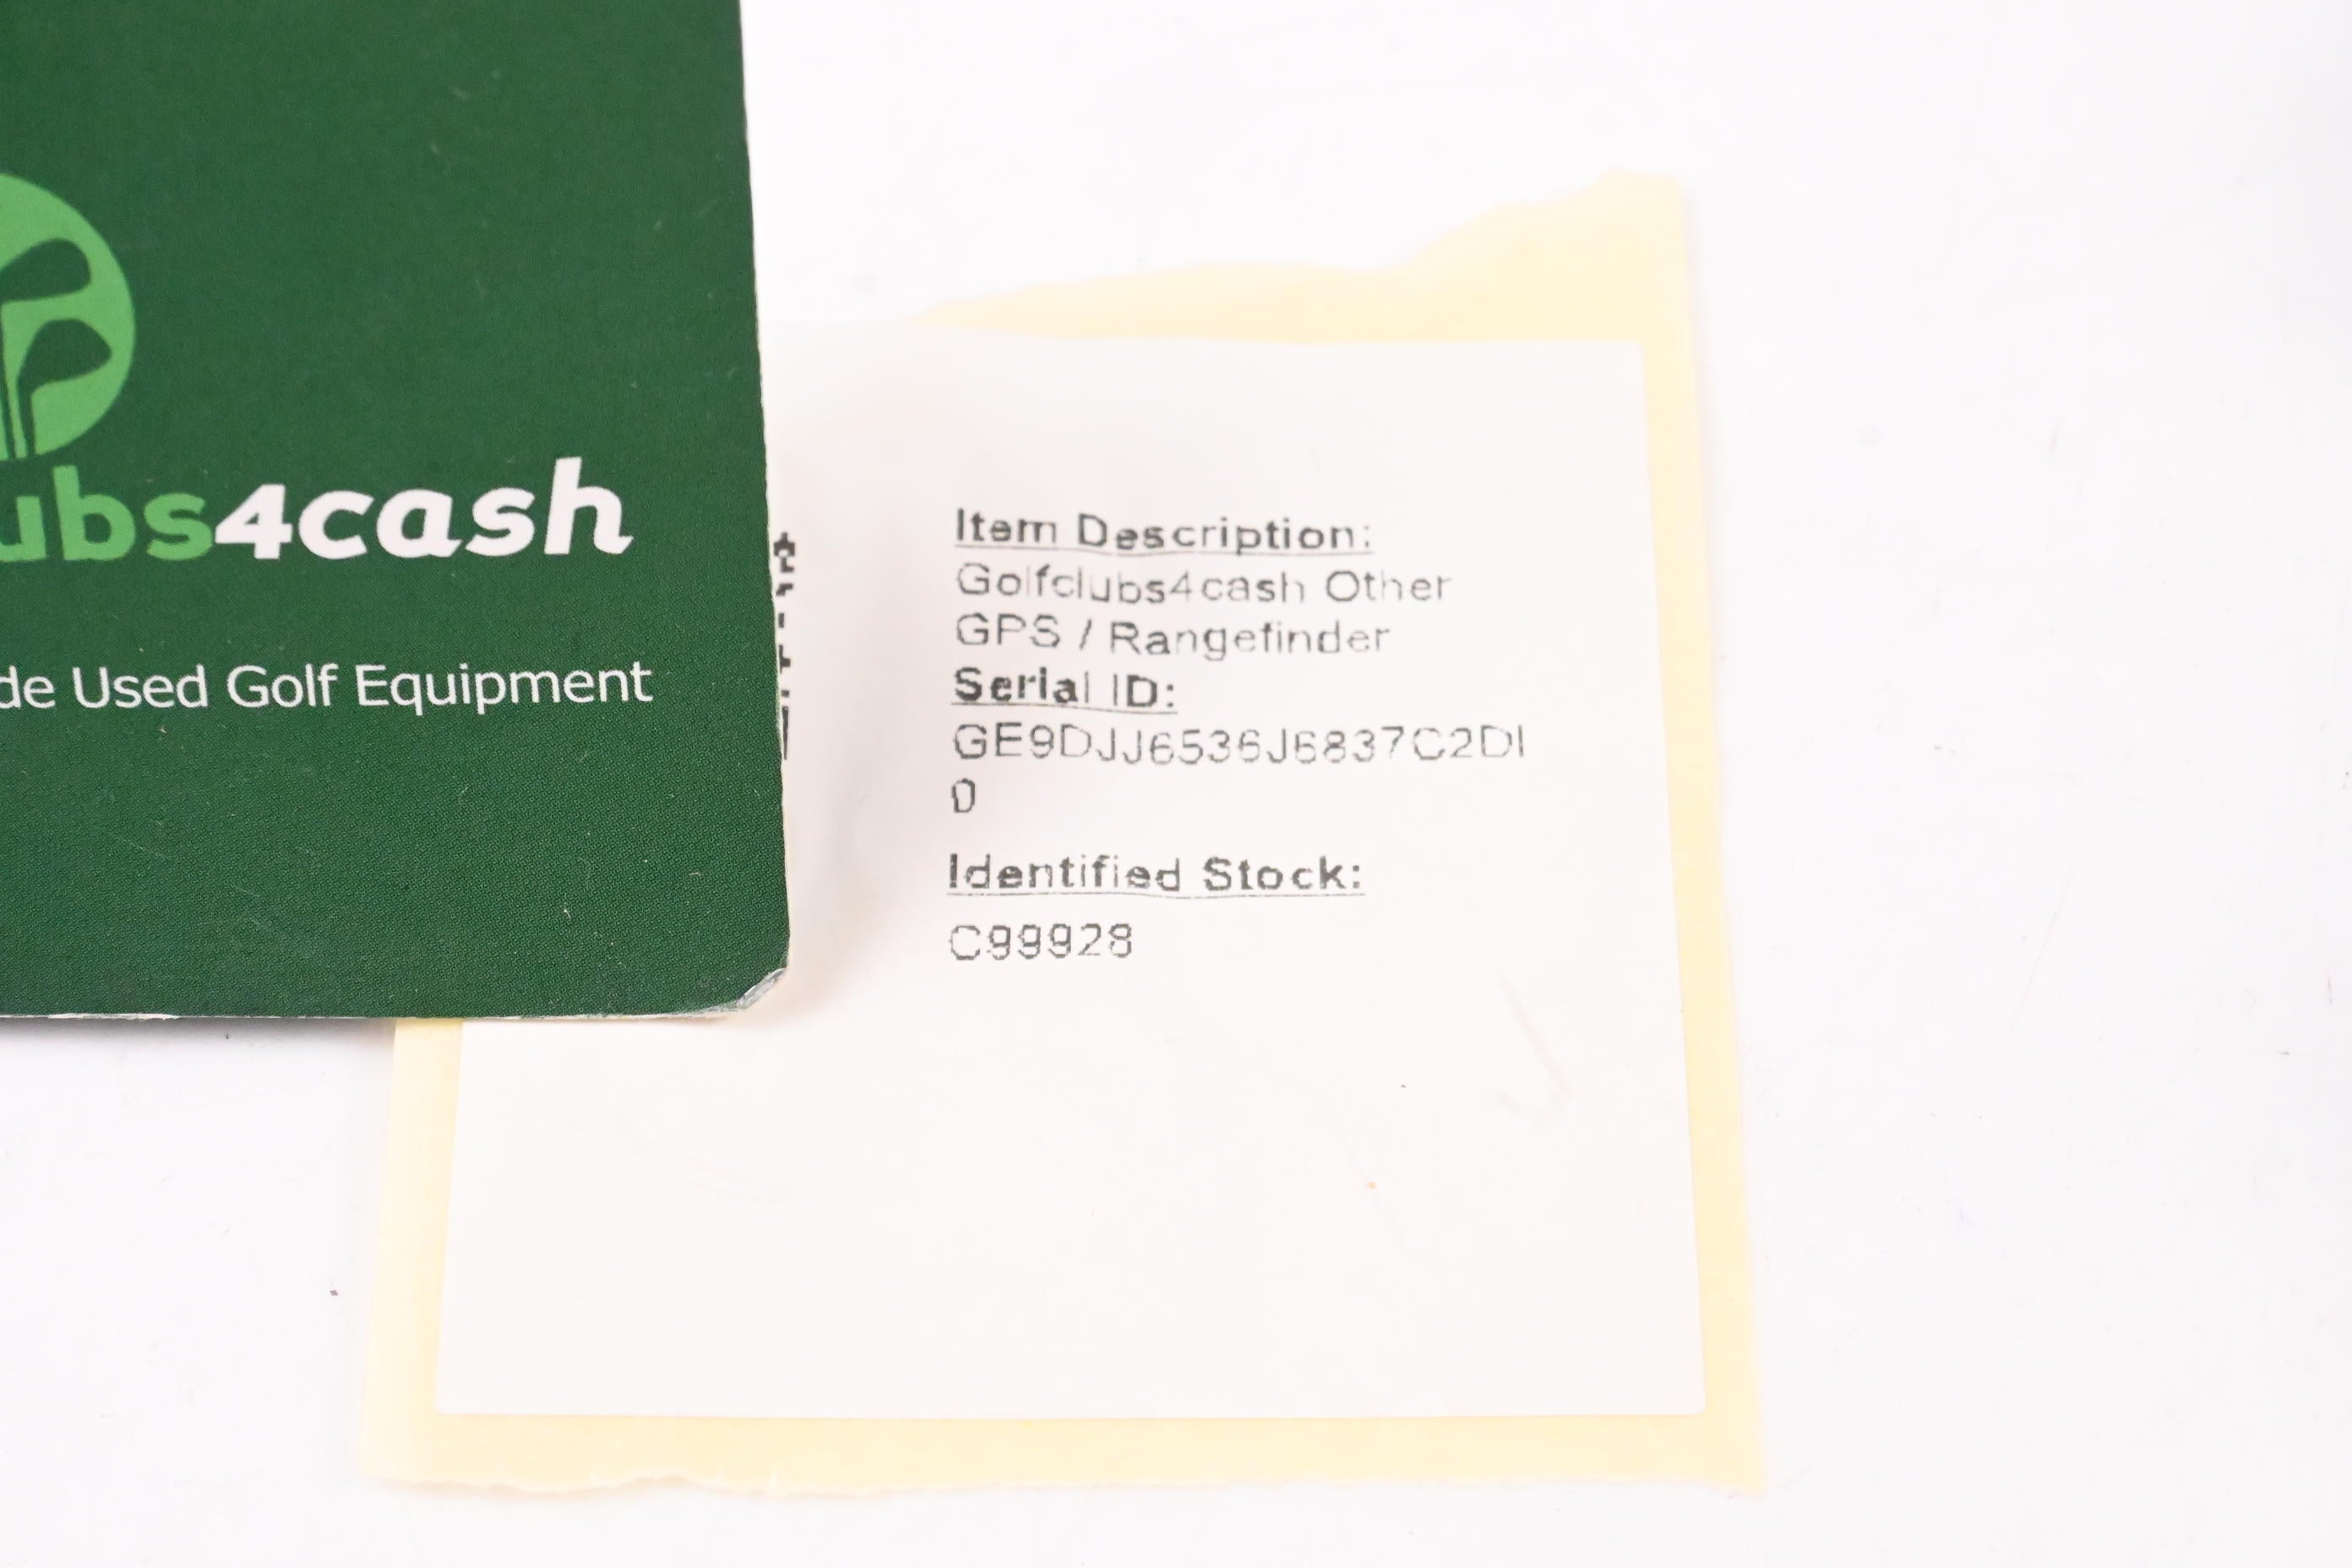 ubs4cash
de Used Golf Equipment
Item Description:
Golfclubs4cash Other
GPS / Rangefinder
Serial ID:
GE9DJJ6536J6837C2DI
0
Identified Stock:
C99928